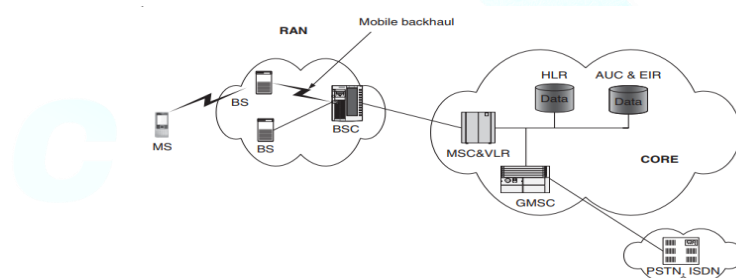 Mobile backhaul
RAN
HLR
AUC & EIR
Data
Data
BS
BS
BSC
MS
MSC&VLR
CORE
GMSC
PSTN, ISDN